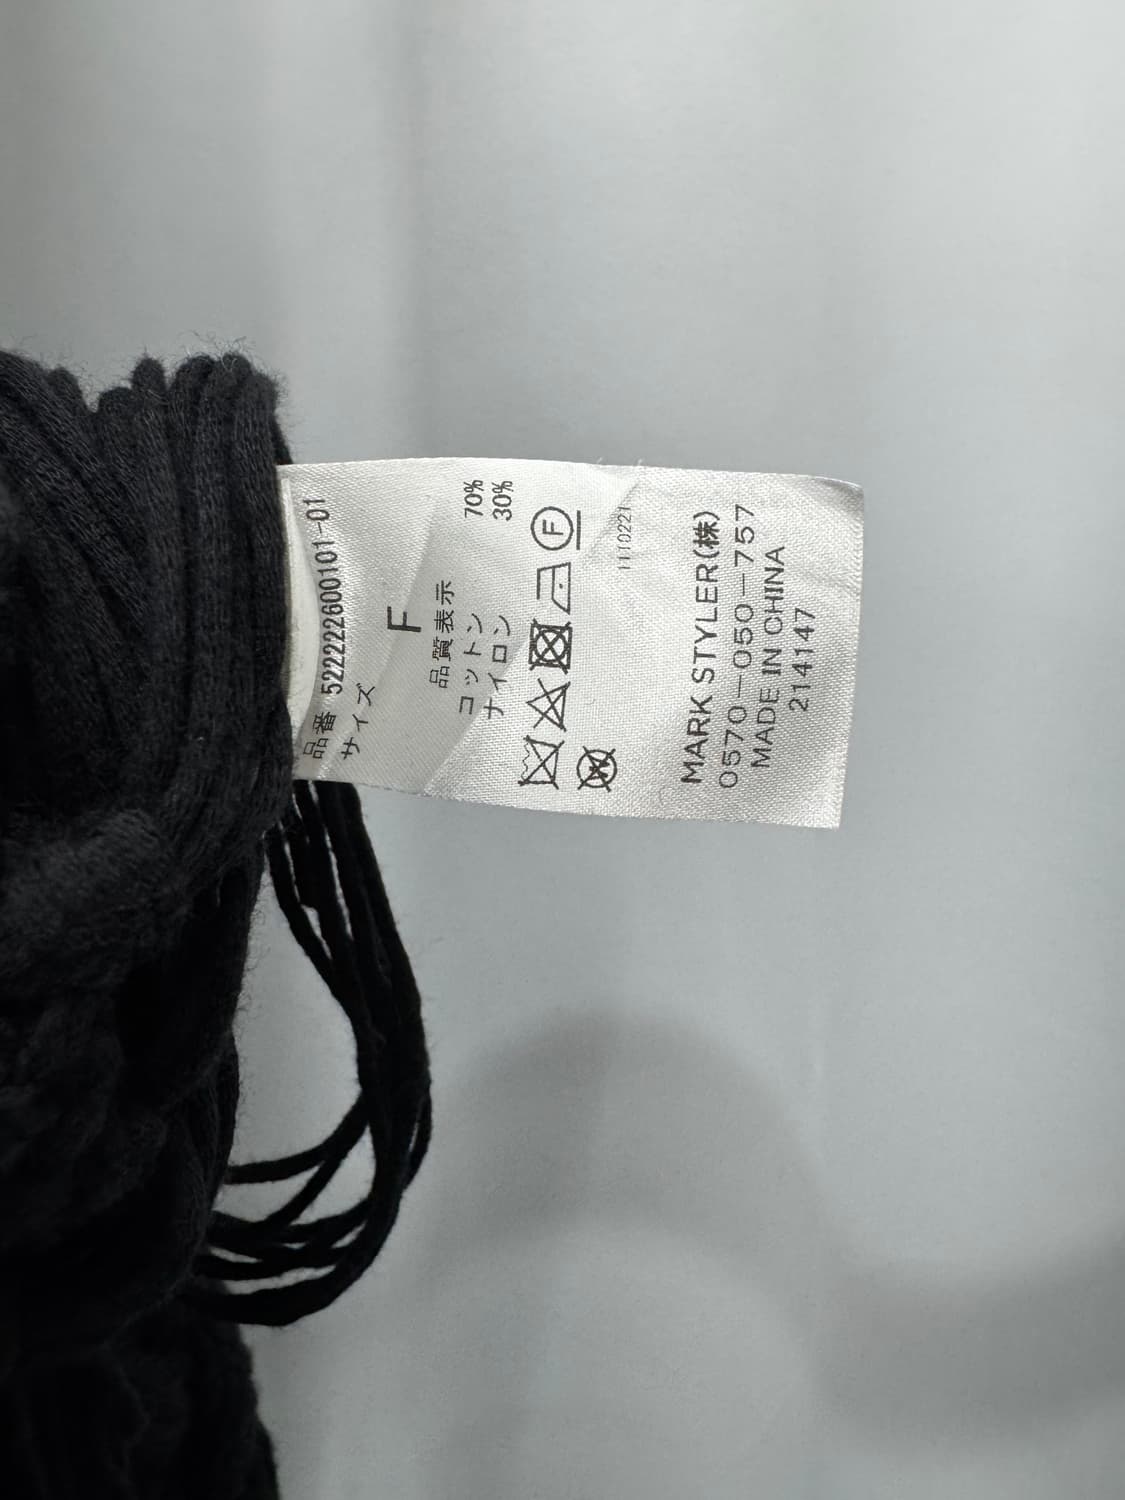 品番 5222222600101-01
サイズ
F
品質表示
コットン 70%
ナイロン 30%
F
W
1110221
MARK STYLER(株)
0570-050-757
MADE IN CHINA
214147